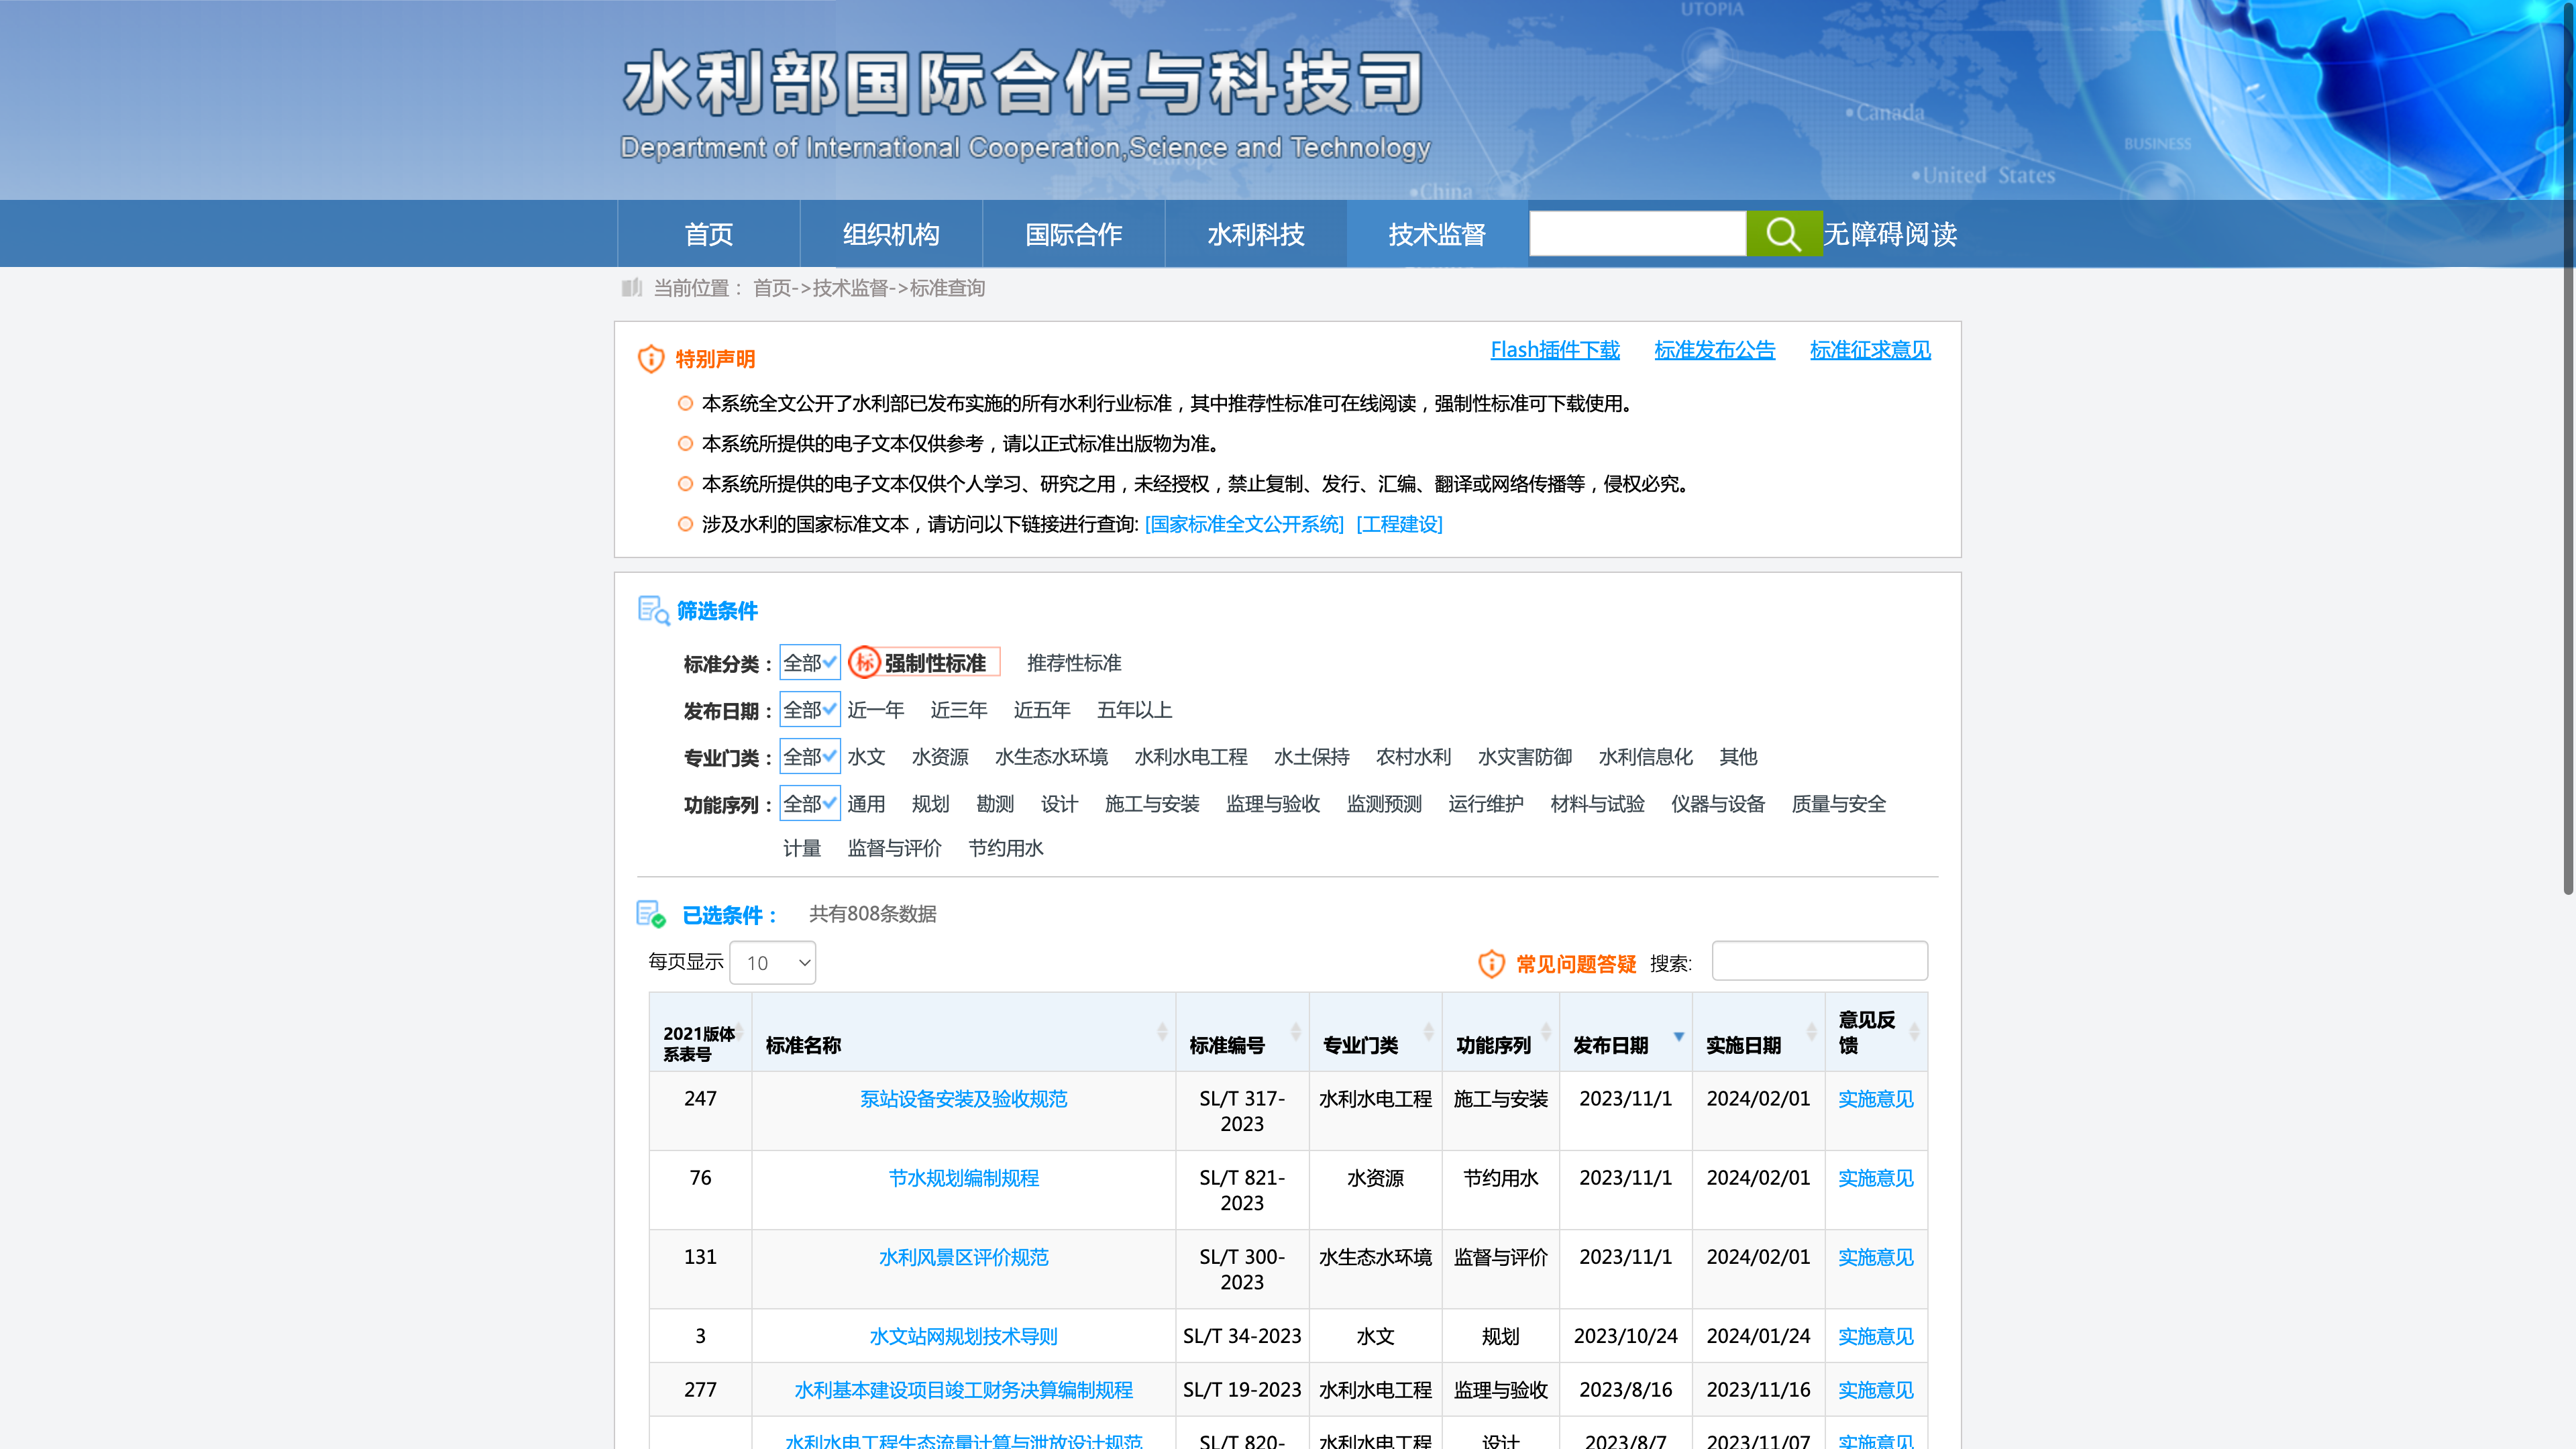 水利部国际合作与科技司
Department of International Cooperation,Science and Technology
UTOPIA
Canada
BUSINESS
United States
Europe
China
首页 组织机构 国际合作 水利科技 技术监督 无障碍阅读
当前位置： 首页->技术监督->标准查询
特别声明
Flash插件下载 标准发布公告 标准征求意见
本系统全文公开了水利部已发布实施的所有水利行业标准，其中推荐性标准可在线阅读，强制性标准可下载使用。
本系统所提供的电子文本仅供参考，请以正式标准出版物为准。
本系统所提供的电子文本仅供个人学习、研究之用，未经授权，禁止复制、发行、汇编、翻译或网络传播等，侵权必究。
涉及水利的国家标准文本，请访问以下链接进行查询: [国家标准全文公开系统] [工程建设]
筛选条件
标准分类： 全部 标 强制性标准 推荐性标准
发布日期： 全部 近一年 近三年 近五年 五年以上
专业门类： 全部 水文 水资源 水生态水环境 水利水电工程 水土保持 农村水利 水灾害防御 水利信息化 其他
功能序列： 全部 通用 规划 勘测 设计 施工与安装 监理与验收 监测预测 运行维护 材料与试验 仪器与设备 质量与安全
计量 监督与评价 节约用水
已选条件： 共有808条数据
每页显示 10 常见问题答疑 搜索:
2021版体系表号 标准名称 标准编号 专业门类 功能序列 发布日期 实施日期 意见反馈
247 泵站设备安装及验收规范 SL/T 317-2023 水利水电工程 施工与安装 2023/11/1 2024/02/01 实施意见
76 节水规划编制规程 SL/T 821-2023 水资源 节约用水 2023/11/1 2024/02/01 实施意见
131 水利风景区评价规范 SL/T 300-2023 水生态水环境 监督与评价 2023/11/1 2024/02/01 实施意见
3 水文站网规划技术导则 SL/T 34-2023 水文 规划 2023/10/24 2024/01/24 实施意见
277 水利基本建设项目竣工财务决算编制规程 SL/T 19-2023 水利水电工程 监理与验收 2023/8/16 2023/11/16 实施意见
水利水电工程生态流量计算与泄放设计规范 SL/T 820- 水利水电工程 设计 2023/8/7 2023/11/07 实施意见